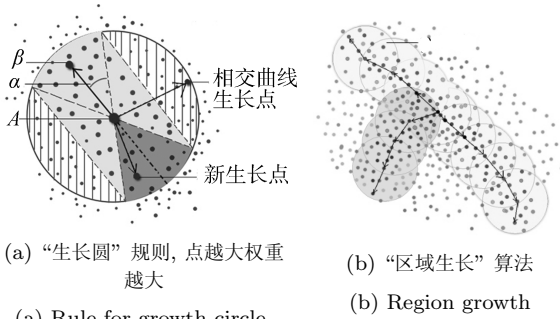 β
α
A
相交曲线
生长点
新生长点
(a) “生长圆” 规则, 点越大权重
越大
(a) Rule for growth circle
(b) “区域生长” 算法
(b) Region growth